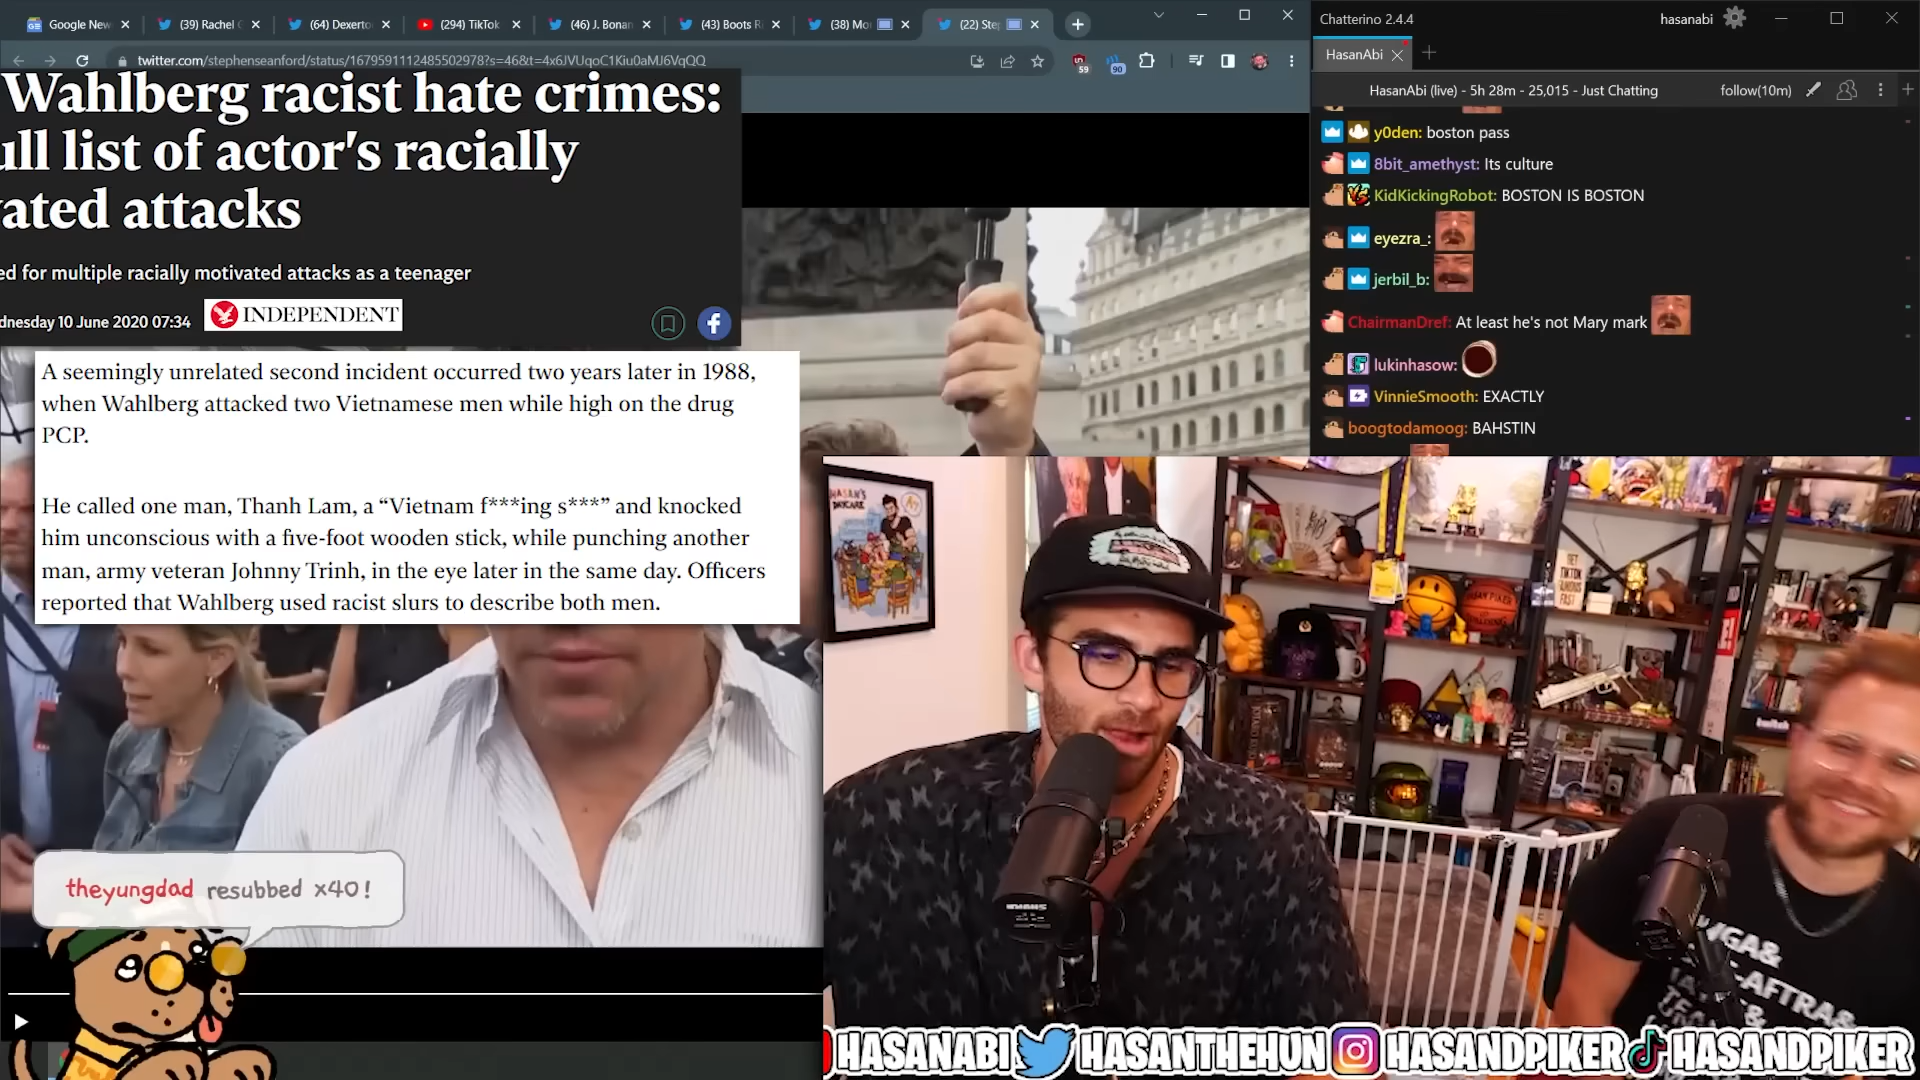 Google New
(39) Rachel
(64) Dexerto
(294) TikTok
(46) J. Bonan
(43) Boots R
(38) Mo
(22) Step
twitter.com/stephenseanford/status/1679591112485502978?s=46&t=4x6JVUqoC1Kiu0aMJ6VqQQ
59
90
Wahlberg racist hate crimes:
ull list of actor's racially
vated attacks
ed for multiple racially motivated attacks as a teenager
dnesday 10 June 2020 07:34
INDEPENDENT
A seemingly unrelated second incident occurred two years later in 1988,
when Wahlberg attacked two Vietnamese men while high on the drug
PCP.
He called one man, Thanh Lam, a “Vietnam f***ing s***” and knocked
him unconscious with a five-foot wooden stick, while punching another
man, army veteran Johnny Trinh, in the eye later in the same day. Officers
reported that Wahlberg used racist slurs to describe both men.
theyungdad resubbed x40!
Chatterino 2.4.4
hasanabi
HasanAbi
HasanAbi (live) - 5h 28m - 25,015 - Just Chatting
follow(10m)
y0den: boston pass
8bit_amethyst: Its culture
KidKickingRobot: BOSTON IS BOSTON
eyezra_:
jerbil_b:
ChairmanDref: At least he's not Mary mark
lukinhasow:
VinnieSmooth: EXACTLY
boogtodamoog: BAHSTIN
HASAN'S
DAYCARE
WGA&
AFTRA&
HASANABI
HASANTHEHUN
HASANDPIKER
HASANDPIKER